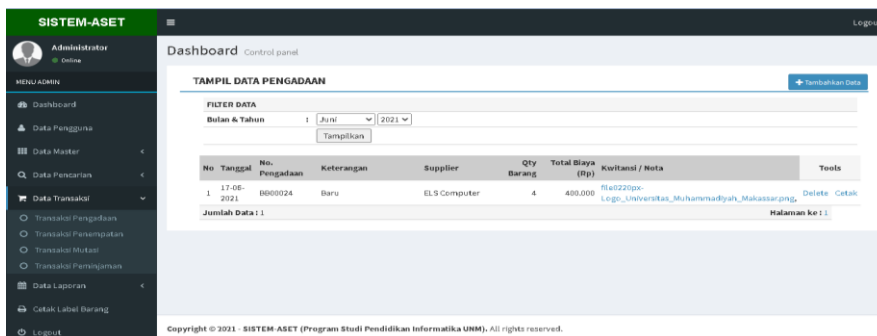 SISTEM-ASET
Logou
Administrator
Online
Dashboard Control panel
MENU ADMIN
TAMPIL DATA PENGADAAN
Tambahkan Data
Dashboard
FILTER DATA
Data Pengguna
Bulan & Tahun : Juni 2021
Tampilkan
Data Master
Data Pencarian
No Tanggal No. Pengadaan Keterangan Supplier Qty Barang Total Biaya (Rp) Kwitansi / Nota Tools
Data Transaksi
1 17-06-2021 BB00024 Baru ELS Computer 4 400.000 file0220px-Logo_Universitas_Muhammadiyah_Makassar.png, Delete Cetak
Transaksi Pengadaan
Jumlah Data : 1 Halaman ke : 1
Transaksi Penempatan
Transaksi Mutasi
Transaksi Peminjaman
Data Laporan
Cetak Label Barang
Logout
Copyright © 2021 - SISTEM-ASET (Program Studi Pendidikan Informatika UNM). All rights reserved.